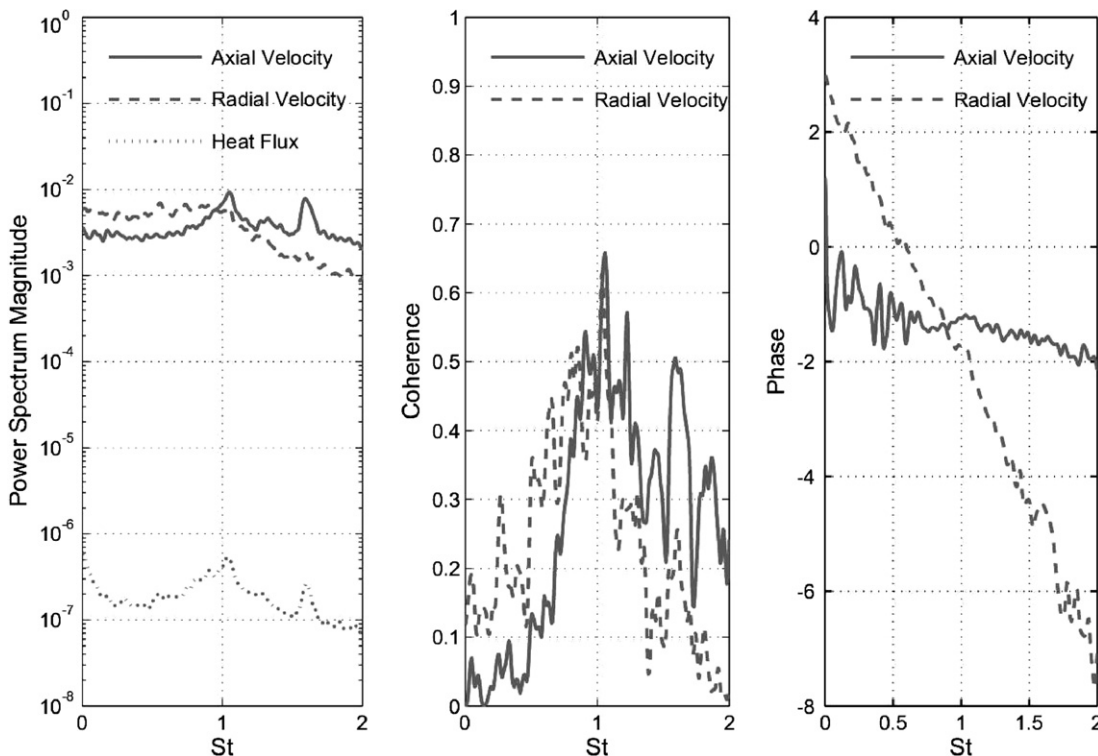 10^0
10^-1
10^-2
10^-3
10^-4
10^-5
10^-6
10^-7
10^-8
Power Spectrum Magnitude
Axial Velocity
Radial Velocity
Heat Flux
0
1
2
St
1
0.9
0.8
0.7
0.6
0.5
0.4
0.3
0.2
0.1
0
Coherence
Axial Velocity
Radial Velocity
0
1
2
St
4
2
0
-2
-4
-6
-8
Phase
Axial Velocity
Radial Velocity
0
0.5
1
1.5
2
St